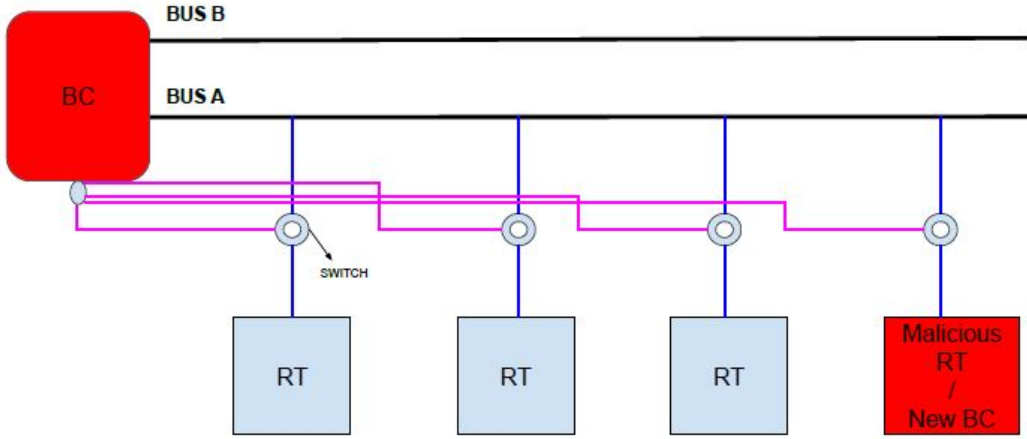 BUS B
BC
BUS A
SWITCH
RT
RT
RT
Malicious
RT
/
New BC